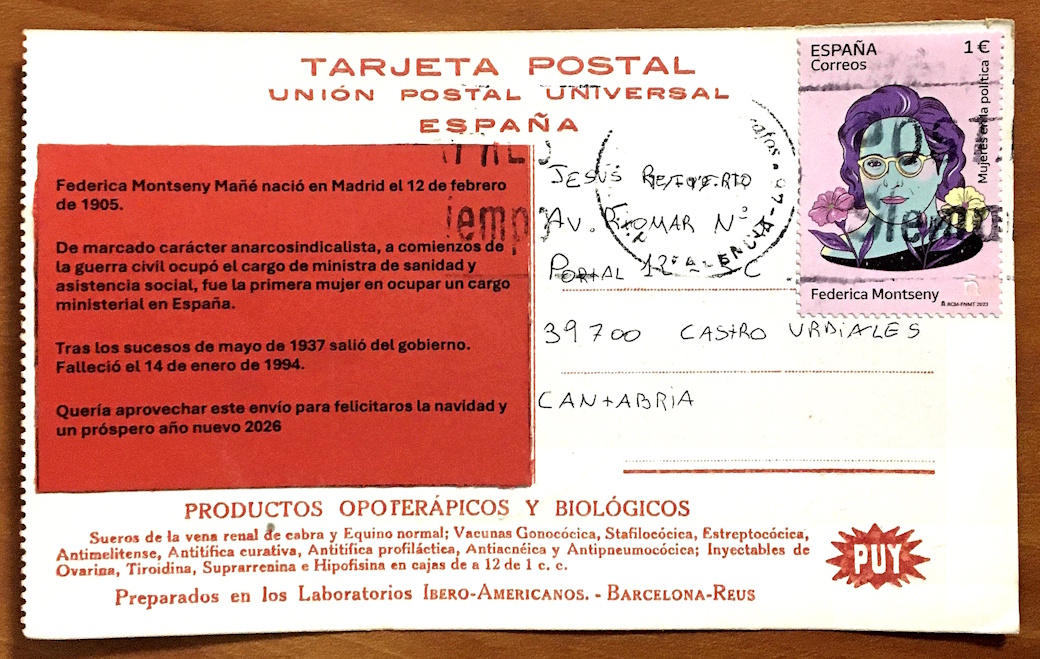 TARJETA POSTAL
UNIÓN POSTAL UNIVERSAL
ESPAÑA
Federica Montseny Mañé nació en Madrid el 12 de febrero
de 1905.
De marcado carácter anarcosindicalista, a comienzos de
la guerra civil ocupó el cargo de ministra de sanidad y
asistencia social, fue la primera mujer en ocupar un cargo
ministerial en España.
Tras los sucesos de mayo de 1937 salió del gobierno.
Falleció el 14 de enero de 1994.
Quería aprovechar este envío para felicitaros la navidad y
un próspero año nuevo 2026
ESPAÑA
1€
Correos
Mujeres en la política
Federica Montseny
RCM-FNMT 2023
JESÚS
AV. RIOMAR Nº
PORTAL 12 C
39700 CASTRO URDIALES
CANTABRIA
PRODUCTOS OPOTERÁPICOS Y BIOLÓGICOS
Sueros de la vena renal de cabra y Equino normal; Vacunas Gonocócica, Stafilocócica, Estreptocócica,
Antimelitense, Antitífica curativa, Antitífica profiláctica, Antiacnéica y Antipneumocócica; Inyectables de
Ovarina, Tiroidina, Suprarrenina e Hipofisina en cajas de a 12 de 1 c. c.
Preparados en los Laboratorios IBERO-AMERICANOS. - BARCELONA-REUS
PUY